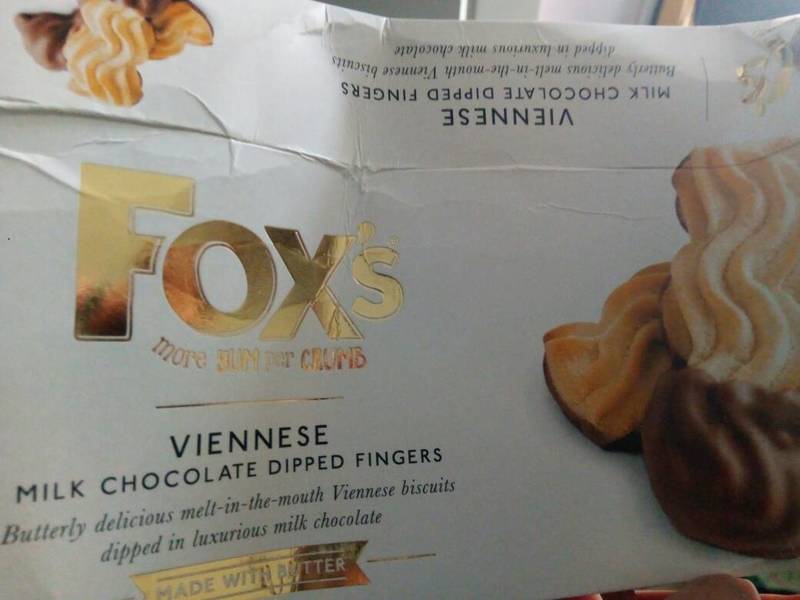 dipped in luxurious milk chocolate
Butterly delicious melt-in-the-mouth Viennese biscuits
MILK CHOCOLATE DIPPED FINGERS
VIENNESE
FOX's
more YUM per CRUMB
VIENNESE
MILK CHOCOLATE DIPPED FINGERS
Butterly delicious melt-in-the-mouth Viennese biscuits
dipped in luxurious milk chocolate
MADE WITH BUTTER